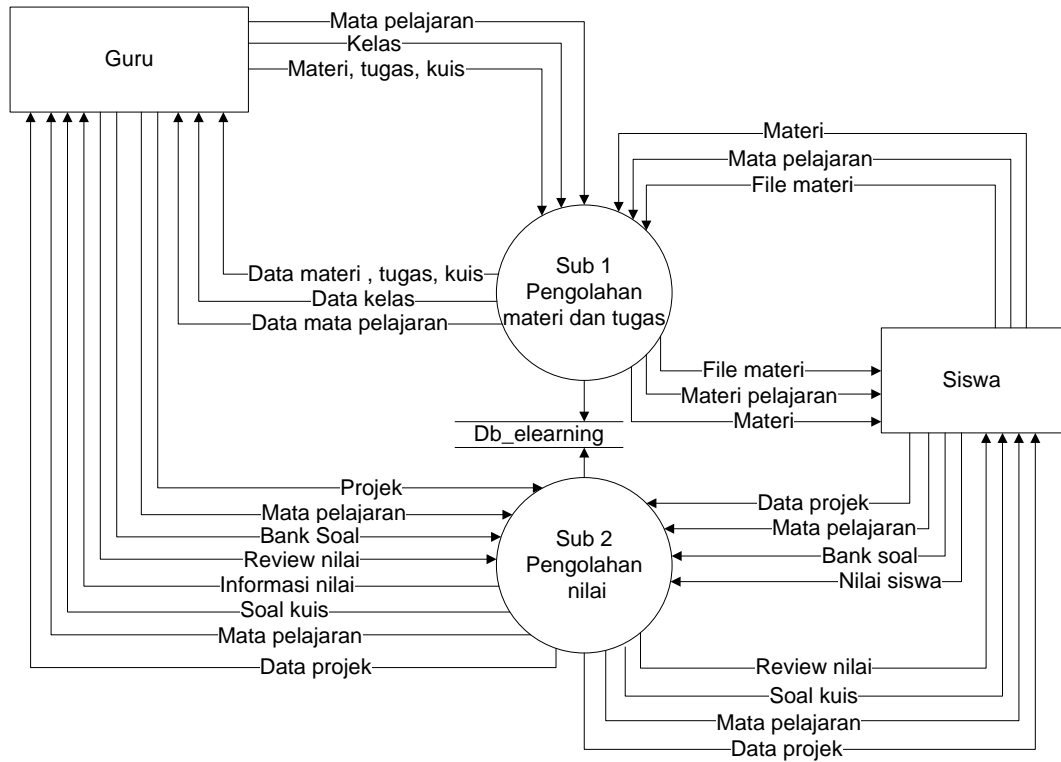 Mata pelajaran
Kelas
Guru
Materi, tugas, kuis
Materi
Mata pelajaran
File materi
Sub 1
Pengolahan
materi dan tugas
Data materi , tugas, kuis
Data kelas
Data mata pelajaran
File materi
Materi pelajaran
Materi
Siswa
Db_elearning
Projek
Mata pelajaran
Bank Soal
Review nilai
Informasi nilai
Soal kuis
Mata pelajaran
Data projek
Sub 2
Pengolahan
nilai
Data projek
Mata pelajaran
Bank soal
Nilai siswa
Review nilai
Soal kuis
Mata pelajaran
Data projek